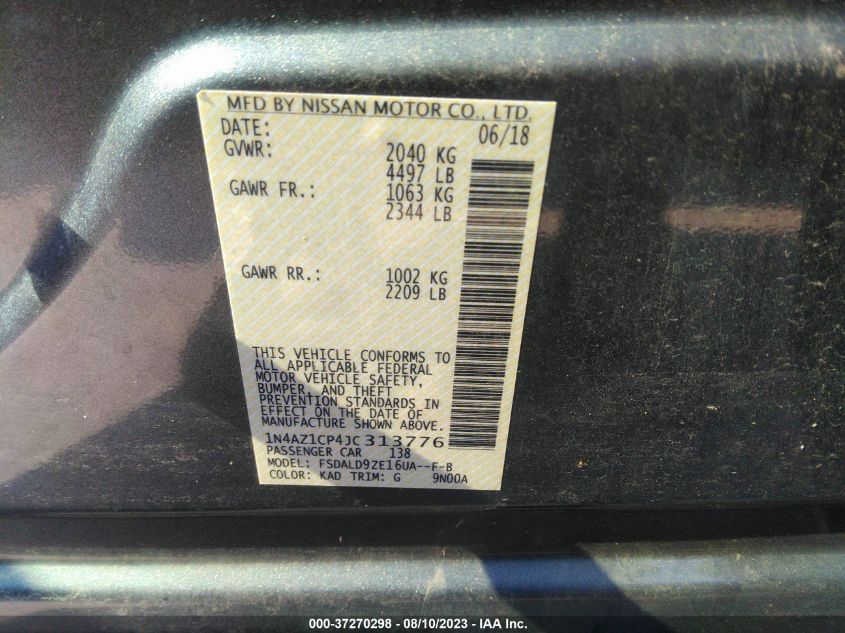 MFD BY NISSAN MOTOR CO., LTD.
DATE: 06/18
GVWR: 2040 KG
4497 LB
GAWR FR.: 1063 KG
2344 LB
GAWR RR.: 1002 KG
2209 LB
THIS VEHICLE CONFORMS TO
ALL APPLICABLE FEDERAL
MOTOR VEHICLE SAFETY,
BUMPER, AND THEFT
PREVENTION STANDARDS IN
EFFECT ON THE DATE OF
MANUFACTURE SHOWN ABOVE.
1N4AZ1CP4JC313776
PASSENGER CAR 138
MODEL: FSDALD9ZE16UA--F-B
COLOR: KAD TRIM: G 9N00A
000-37270298 — 08/10/2023 — IAA Inc.